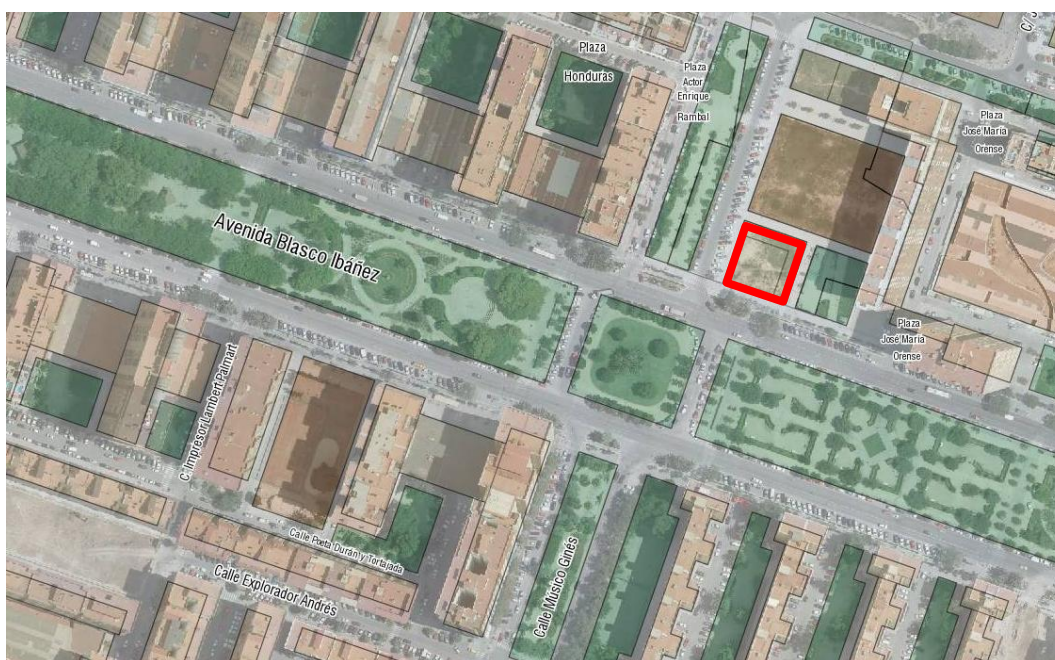 Plaza
Honduras
Plaza
Actor
Enrique
Rambal
Plaza
José María
Orense
Avenida Blasco Ibáñez
Plaza
José María
Orense
C. Impresor Lambert Palmart
Calle Poeta Durán y Tortajada
Calle Explorador Andrés
Calle Musico Ginés